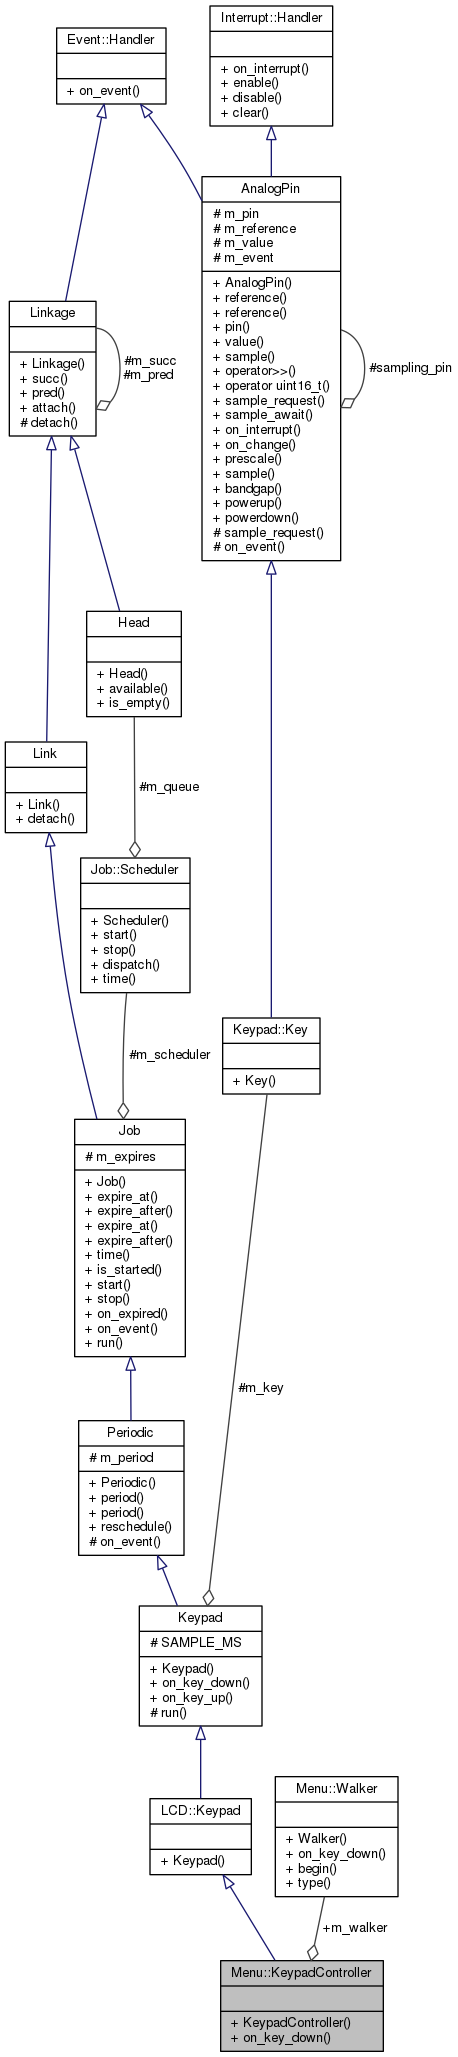 Interrupt::Handler
+ on_interrupt()
+ enable()
+ disable()
+ clear()
Event::Handler
+ on_event()
AnalogPin
# m_pin
# m_reference
# m_value
# m_event
+ AnalogPin()
+ reference()
+ reference()
+ pin()
+ value()
+ sample()
+ operator>>()
+ operator uint16_t()
+ sample_request()
+ sample_await()
+ on_interrupt()
+ on_change()
+ prescale()
+ sample()
+ bandgap()
+ powerup()
+ powerdown()
# sample_request()
# on_event()
#sampling_pin
Linkage
+ Linkage()
+ succ()
+ pred()
+ attach()
# detach()
#m_succ
#m_pred
Head
+ Head()
+ available()
+ is_empty()
Link
+ Link()
+ detach()
#m_queue
Job::Scheduler
+ Scheduler()
+ start()
+ stop()
+ dispatch()
+ time()
Keypad::Key
+ Key()
#m_scheduler
Job
# m_expires
+ Job()
+ expire_at()
+ expire_after()
+ expire_at()
+ expire_after()
+ time()
+ is_started()
+ start()
+ stop()
+ on_expired()
+ on_event()
+ run()
#m_key
Periodic
# m_period
+ Periodic()
+ period()
+ period()
+ reschedule()
# on_event()
Keypad
# SAMPLE_MS
+ Keypad()
+ on_key_down()
+ on_key_up()
# run()
LCD::Keypad
+ Keypad()
Menu::Walker
+ Walker()
+ on_key_down()
+ begin()
+ type()
+m_walker
Menu::KeypadController
+ KeypadController()
+ on_key_down()